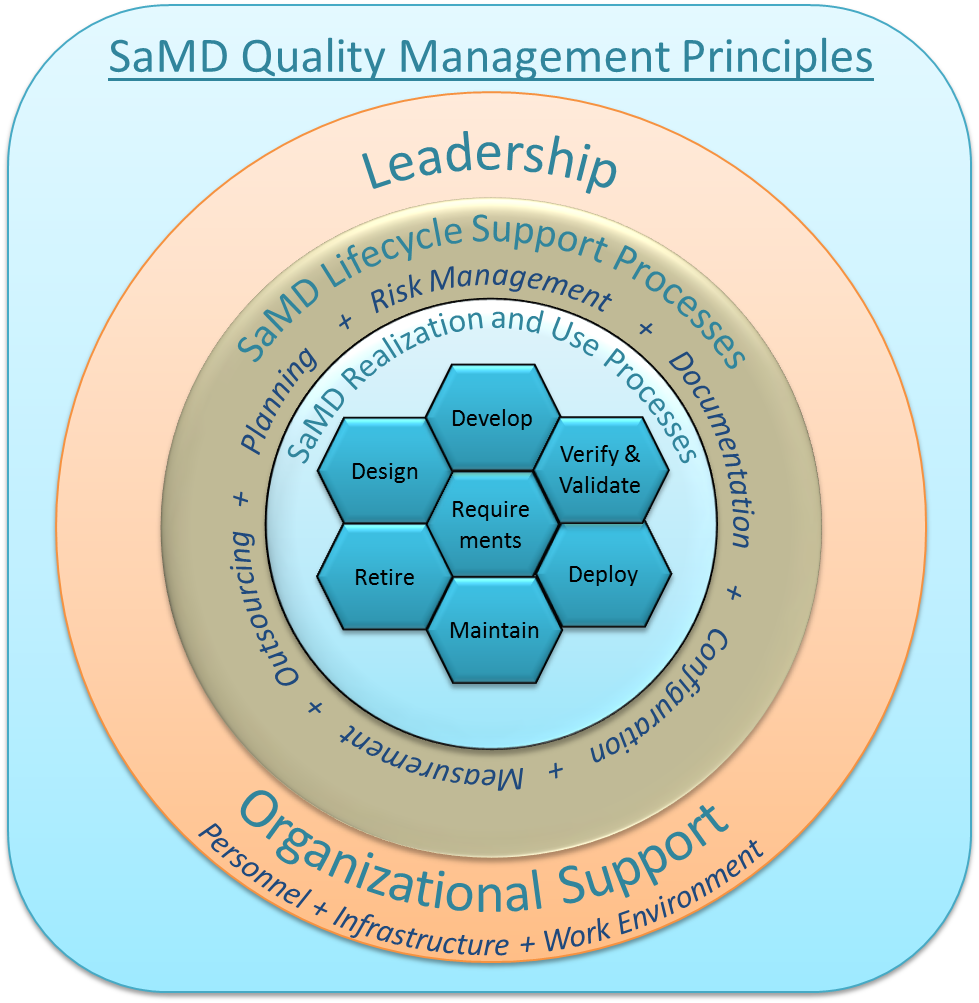 SaMD Quality Management Principles
Leadership
SaMD Lifecycle Support Processes
Planning + Risk Management + Documentation + Configuration + Measurement + Outsourcing +
SaMD Realization and Use Processes
Develop
Design
Verify &
Validate
Require
ments
Retire
Deploy
Maintain
Organizational Support
Personnel + Infrastructure + Work Environment